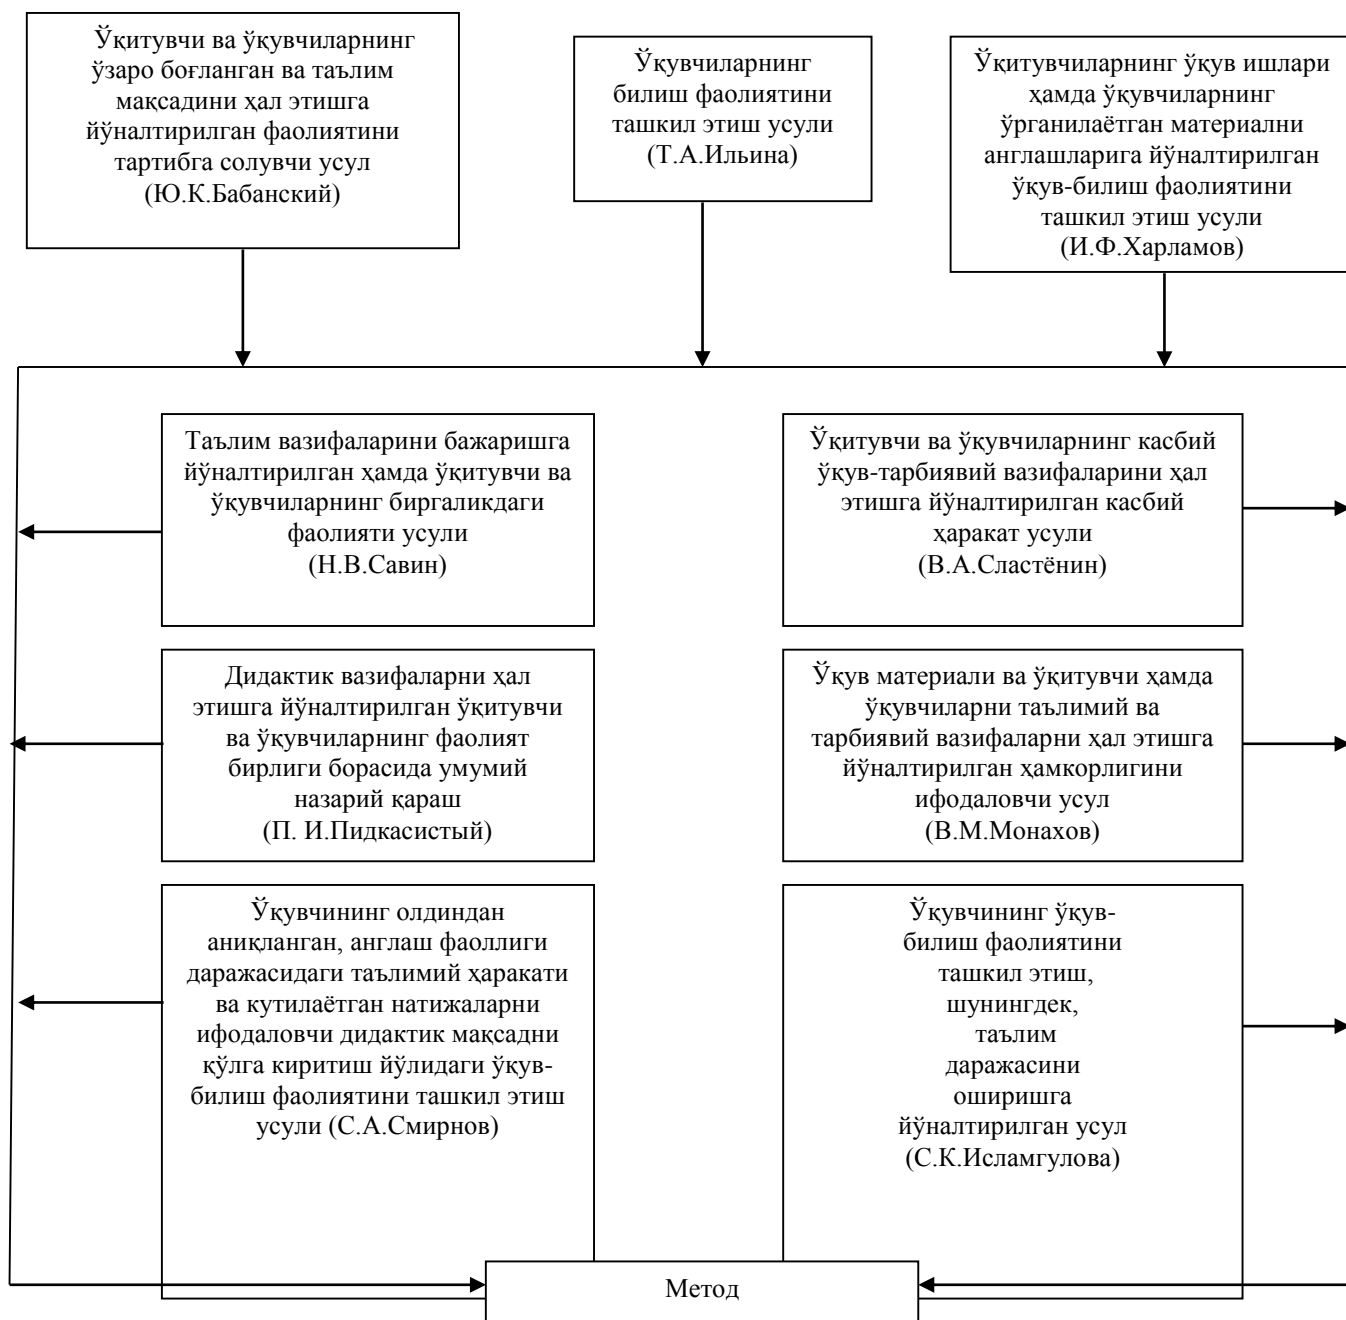 Ўқитувчи ва ўқувчиларнинг
ўзаро боғланган ва таълим
мақсадини ҳал этишга
йўналтирилган фаолиятини
тартибга солувчи усул
(Ю.К.Бабанский)
Ўқувчиларнинг
билиш фаолиятини
ташкил этиш усули
(Т.А.Ильина)
Ўқитувчиларнинг ўқув ишлари
ҳамда ўқувчиларнинг
ўрганилаётган материални
англашларига йўналтирилган
ўқув-билиш фаолиятини
ташкил этиш усули
(И.Ф.Харламов)
Таълим вазифаларини бажаришга
йўналтирилган ҳамда ўқитувчи ва
ўқувчиларнинг биргаликдаги
фаолияти усули
(Н.В.Савин)
Ўқитувчи ва ўқувчиларнинг касбий
ўқув-тарбиявий вазифаларини ҳал
этишга йўналтирилган касбий
ҳаракат усули
(В.А.Сластёнин)
Дидактик вазифаларни ҳал
этишга йўналтирилган ўқитувчи
ва ўқувчиларнинг фаолият
бирлиги борасида умумий
назарий қараш
(П. И.Пидкасистый)
Ўқув материали ва ўқитувчи ҳамда
ўқувчиларни таълимий ва
тарбиявий вазифаларни ҳал этишга
йўналтирилган ҳамкорлигини
ифодаловчи усул
(В.М.Монахов)
Ўқувчининг олдиндан
аниқланган, англаш фаоллиги
даражасидаги таълимий ҳаракати
ва кутилаётган натижаларни
ифодаловчи дидактик мақсадни
қўлга киритиш йўлидаги ўқув-
билиш фаолиятини ташкил этиш
усули (С.А.Смирнов)
Ўқувчининг ўқув-
билиш фаолиятини
ташкил этиш,
шунингдек,
таълим
даражасини
оширишга
йўналтирилган усул
(С.К.Исламгулова)
Метод